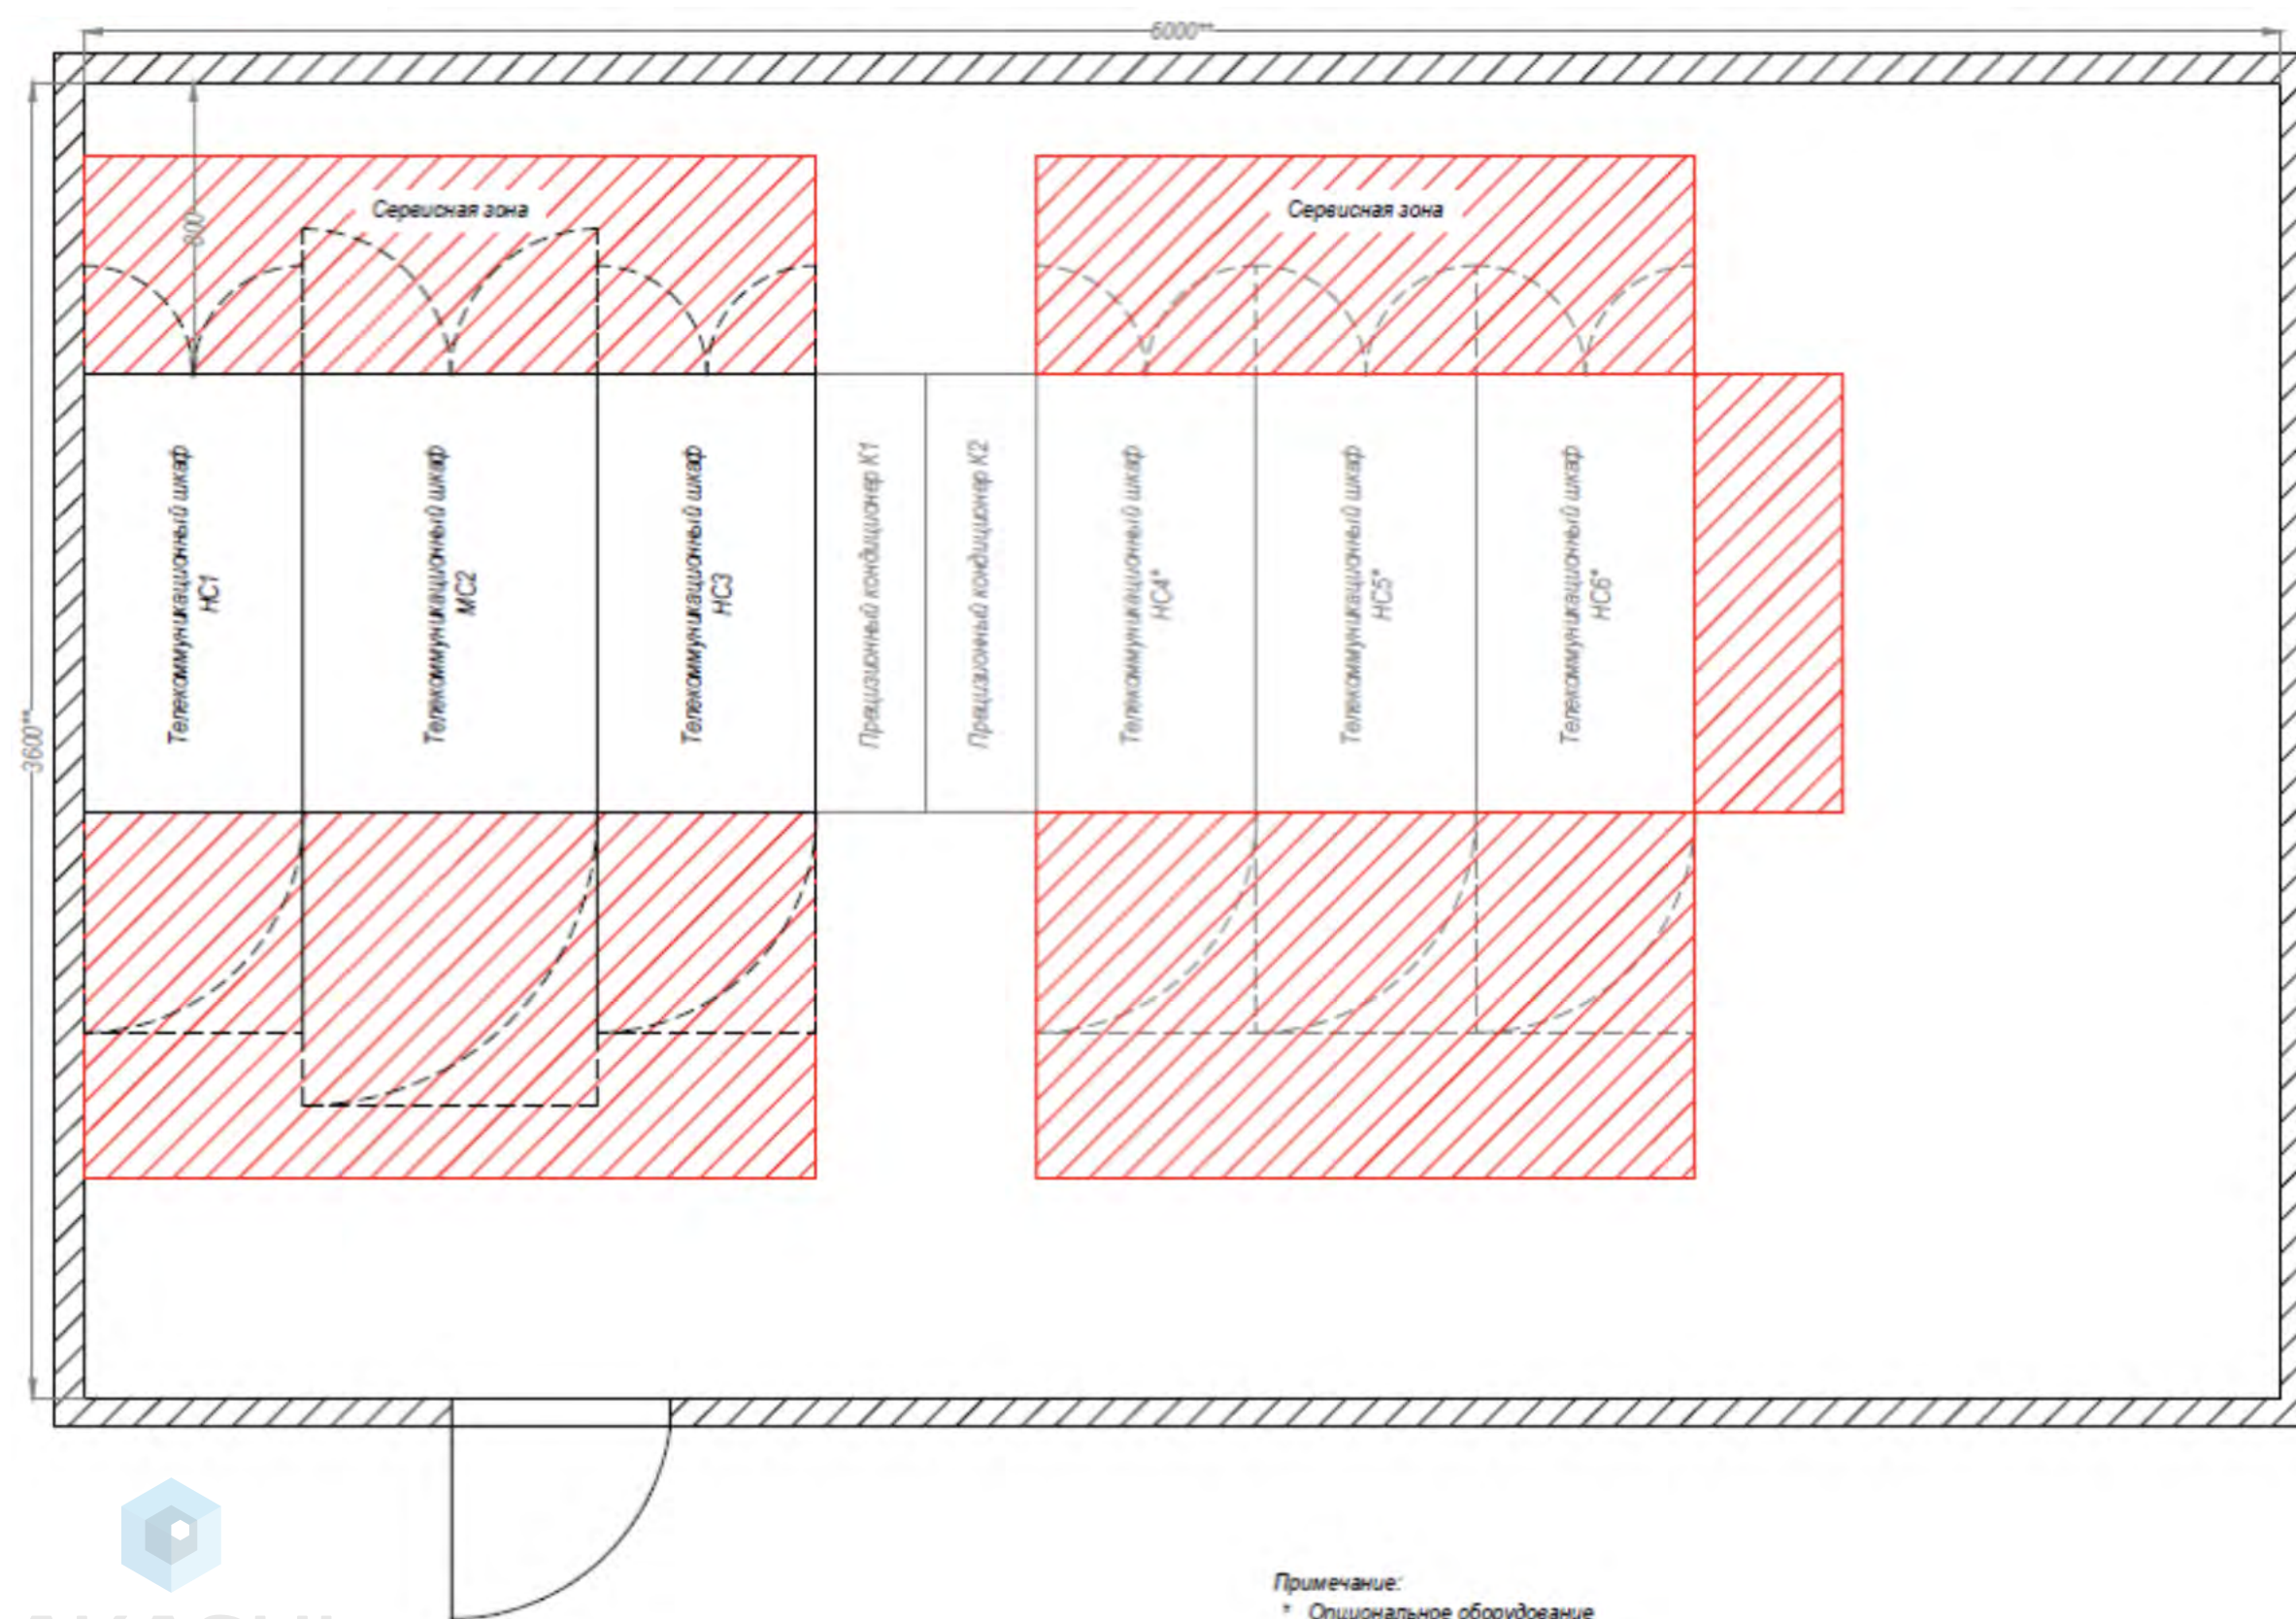 6000**
800
Сервисная зона
Сервисная зона
3600**
Телекоммуникационный шкаф
НС1
Телекоммуникационный шкаф
МС2
Телекоммуникационный шкаф
НС3
Прецизионный кондиционер К1
Прецизионный кондиционер К2
Телекоммуникационный шкаф
НС4*
Телекоммуникационный шкаф
НС5*
Телекоммуникационный шкаф
НС6*
Примечание:
* Опциональное оборудование